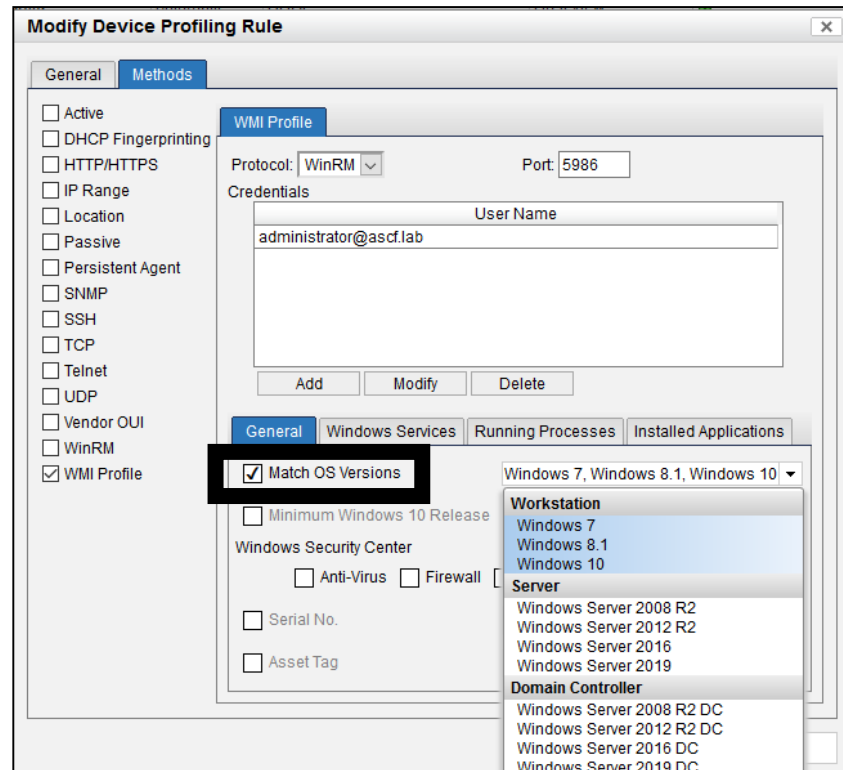 Modify Device Profiling Rule
General Methods
Active
DHCP Fingerprinting
HTTP/HTTPS
IP Range
Location
Passive
Persistent Agent
SNMP
SSH
TCP
Telnet
UDP
Vendor OUI
WinRM
WMI Profile
WMI Profile
Protocol: WinRM Port: 5986
Credentials
User Name
administrator@ascf.lab
Add Modify Delete
General Windows Services Running Processes Installed Applications
Match OS Versions Windows 7, Windows 8.1, Windows 10
Minimum Windows 10 Release
Windows Security Center
Anti-Virus Firewall
Serial No.
Asset Tag
Workstation
Windows 7
Windows 8.1
Windows 10
Server
Windows Server 2008 R2
Windows Server 2012 R2
Windows Server 2016
Windows Server 2019
Domain Controller
Windows Server 2008 R2 DC
Windows Server 2012 R2 DC
Windows Server 2016 DC
Windows Server 2019 DC